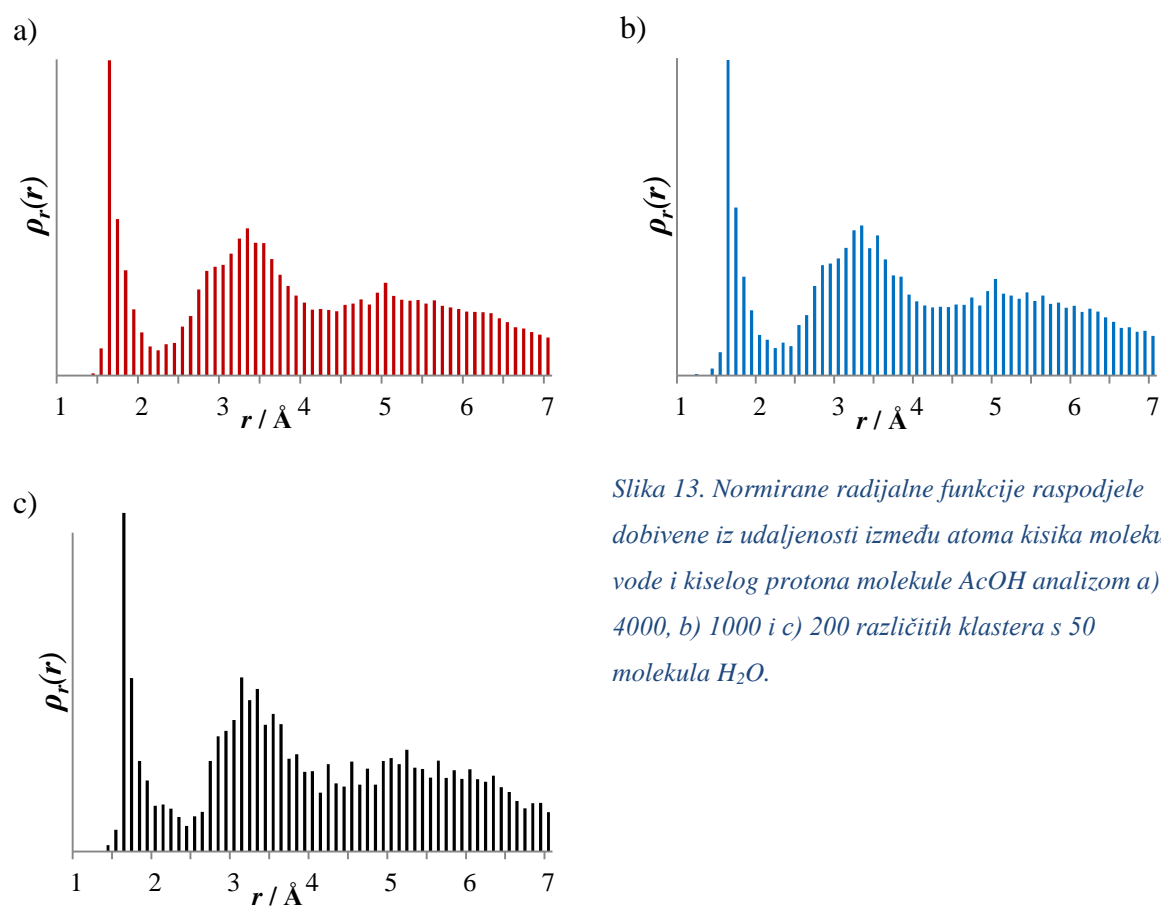 a)
ρr(r)
1 2 3 4 5 6 7
r / Å
b)
ρr(r)
1 2 3 4 5 6 7
r / Å
c)
ρr(r)
1 2 3 4 5 6 7
r / Å
Slika 13. Normirane radijalne funkcije raspodjele
dobivene iz udaljenosti između atoma kisika
vode i kiselog protona molekule AcOH analizom a)
4000, b) 1000 i c) 200 različitih klastera s 50
molekula H₂O.